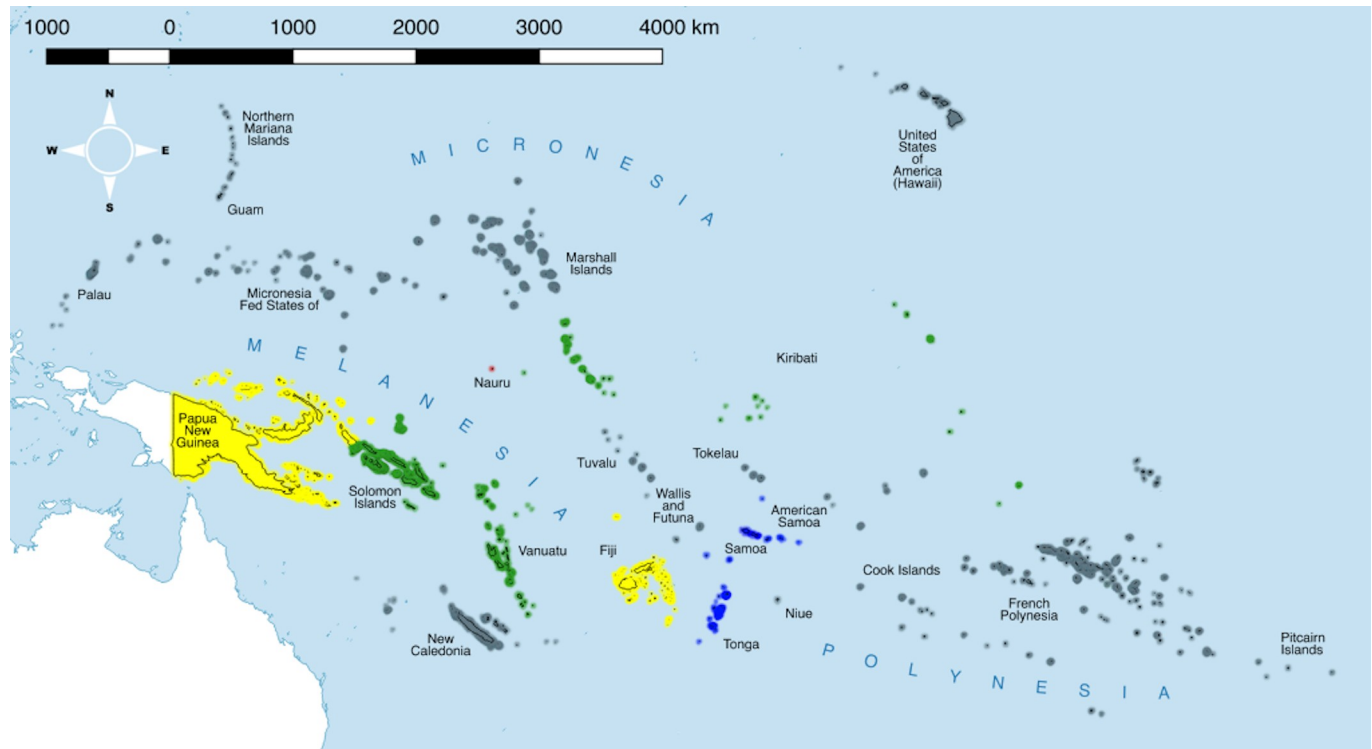 1000 0 1000 2000 3000 4000 km
N
W E
S
Northern
Mariana
Islands
Guam
MICRONESIA
United
States
of
America
(Hawaii)
Palau
Micronesia
Fed States of
Marshall
Islands
MELANESIA
Nauru
Kiribati
Papua
New
Guinea
Solomon
Islands
Tuvalu
Tokelau
Wallis
and
Futuna
American
Samoa
Vanuatu
Fiji
Samoa
Cook Islands
French
Polynesia
Niue
New
Caledonia
Tonga
Pitcairn
Islands
POLYNESIA